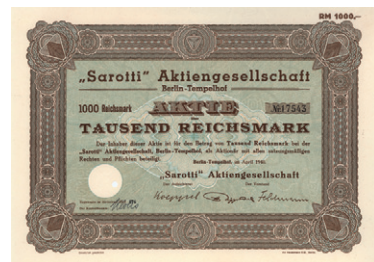 RM 1000,—
„Sarotti" Aktiengesellschaft
Berlin-Tempelhof
1000 Reichsmark AKTIE № 17543
über
TAUSEND REICHSMARK
Der Inhaber dieser Aktie ist für den Betrag von Tausend Reichsmark bei der
„Sarotti" Aktiengesellschaft, Berlin-Tempelhof, als Aktionär mit allen satzungsmäßigen
Rechten und Pflichten beteiligt.
Berlin-Tempelhof, im April 1942
„Sarotti" Aktiengesellschaft
Der Aufsichtsrat Der Vorstand